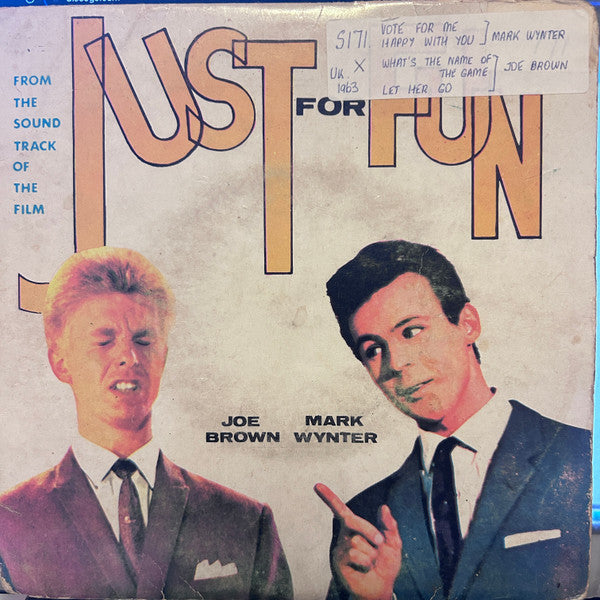 JUST
FOR FUN
FROM
THE
SOUND
TRACK
OF
THE
FILM
S171.
VOTE FOR ME
HAPPY WITH YOU ] MARK WYNTER
UK. X
1963
WHAT'S THE NAME OF
THE GAME ] JOE BROWN
LET HER GO
JOE MARK
BROWN WYNTER